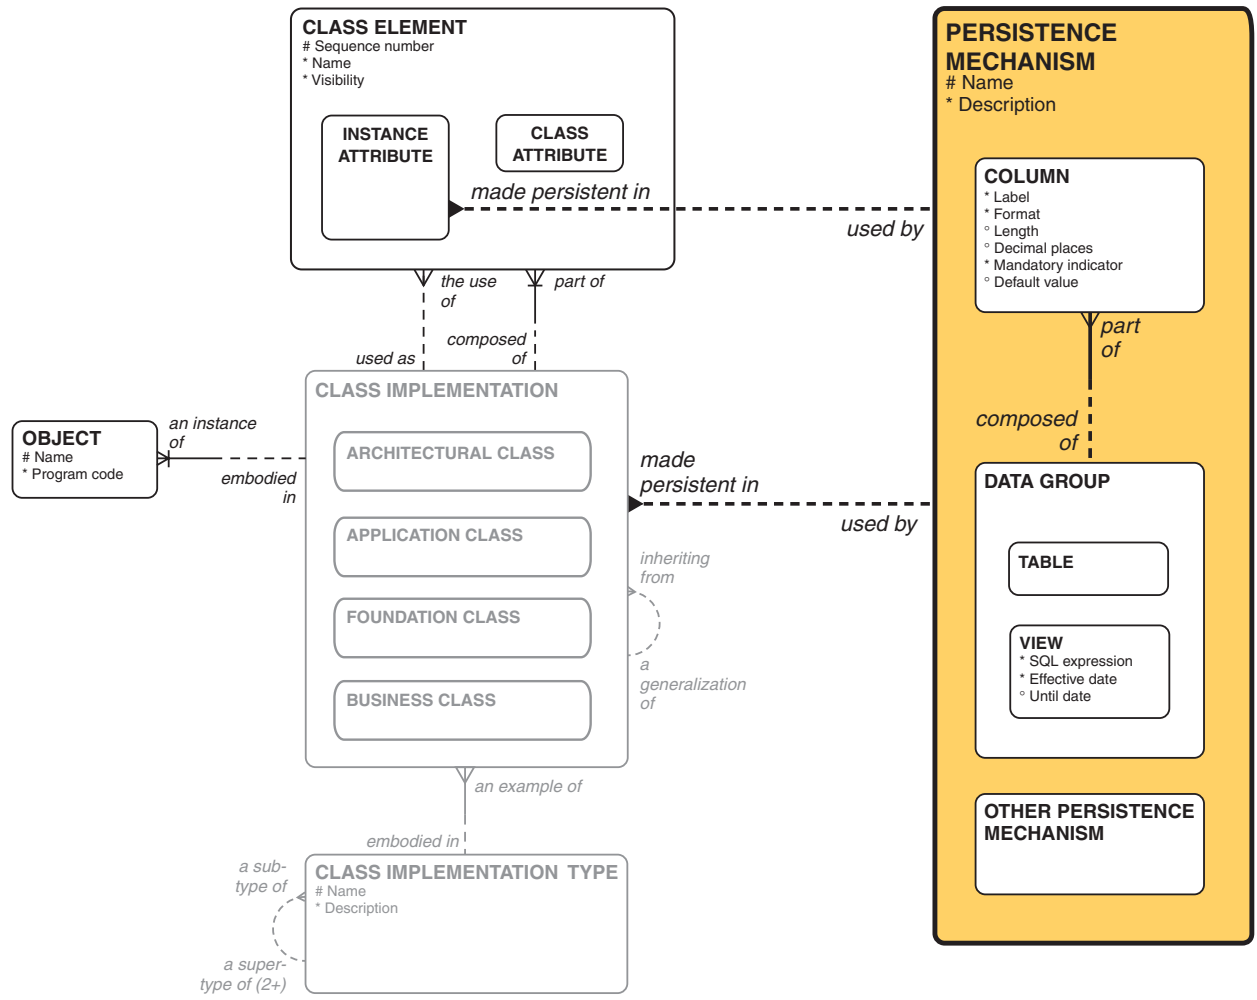 CLASS ELEMENT
# Sequence number
* Name
* Visibility
INSTANCE
ATTRIBUTE
CLASS
ATTRIBUTE
made persistent in
used by
the use
of
part of
used as
composed
of
PERSISTENCE
MECHANISM
# Name
* Description
COLUMN
* Label
* Format
° Length
° Decimal places
* Mandatory indicator
° Default value
part
of
composed
of
DATA GROUP
TABLE
VIEW
* SQL expression
* Effective date
° Until date
OTHER PERSISTENCE
MECHANISM
OBJECT
# Name
* Program code
an instance
of
embodied
in
CLASS IMPLEMENTATION
ARCHITECTURAL CLASS
APPLICATION CLASS
FOUNDATION CLASS
BUSINESS CLASS
made
persistent in
used by
inheriting
from
a
generalization
of
an example of
embodied in
CLASS IMPLEMENTATION TYPE
# Name
* Description
a sub-
type of
a super-
type of (2+)